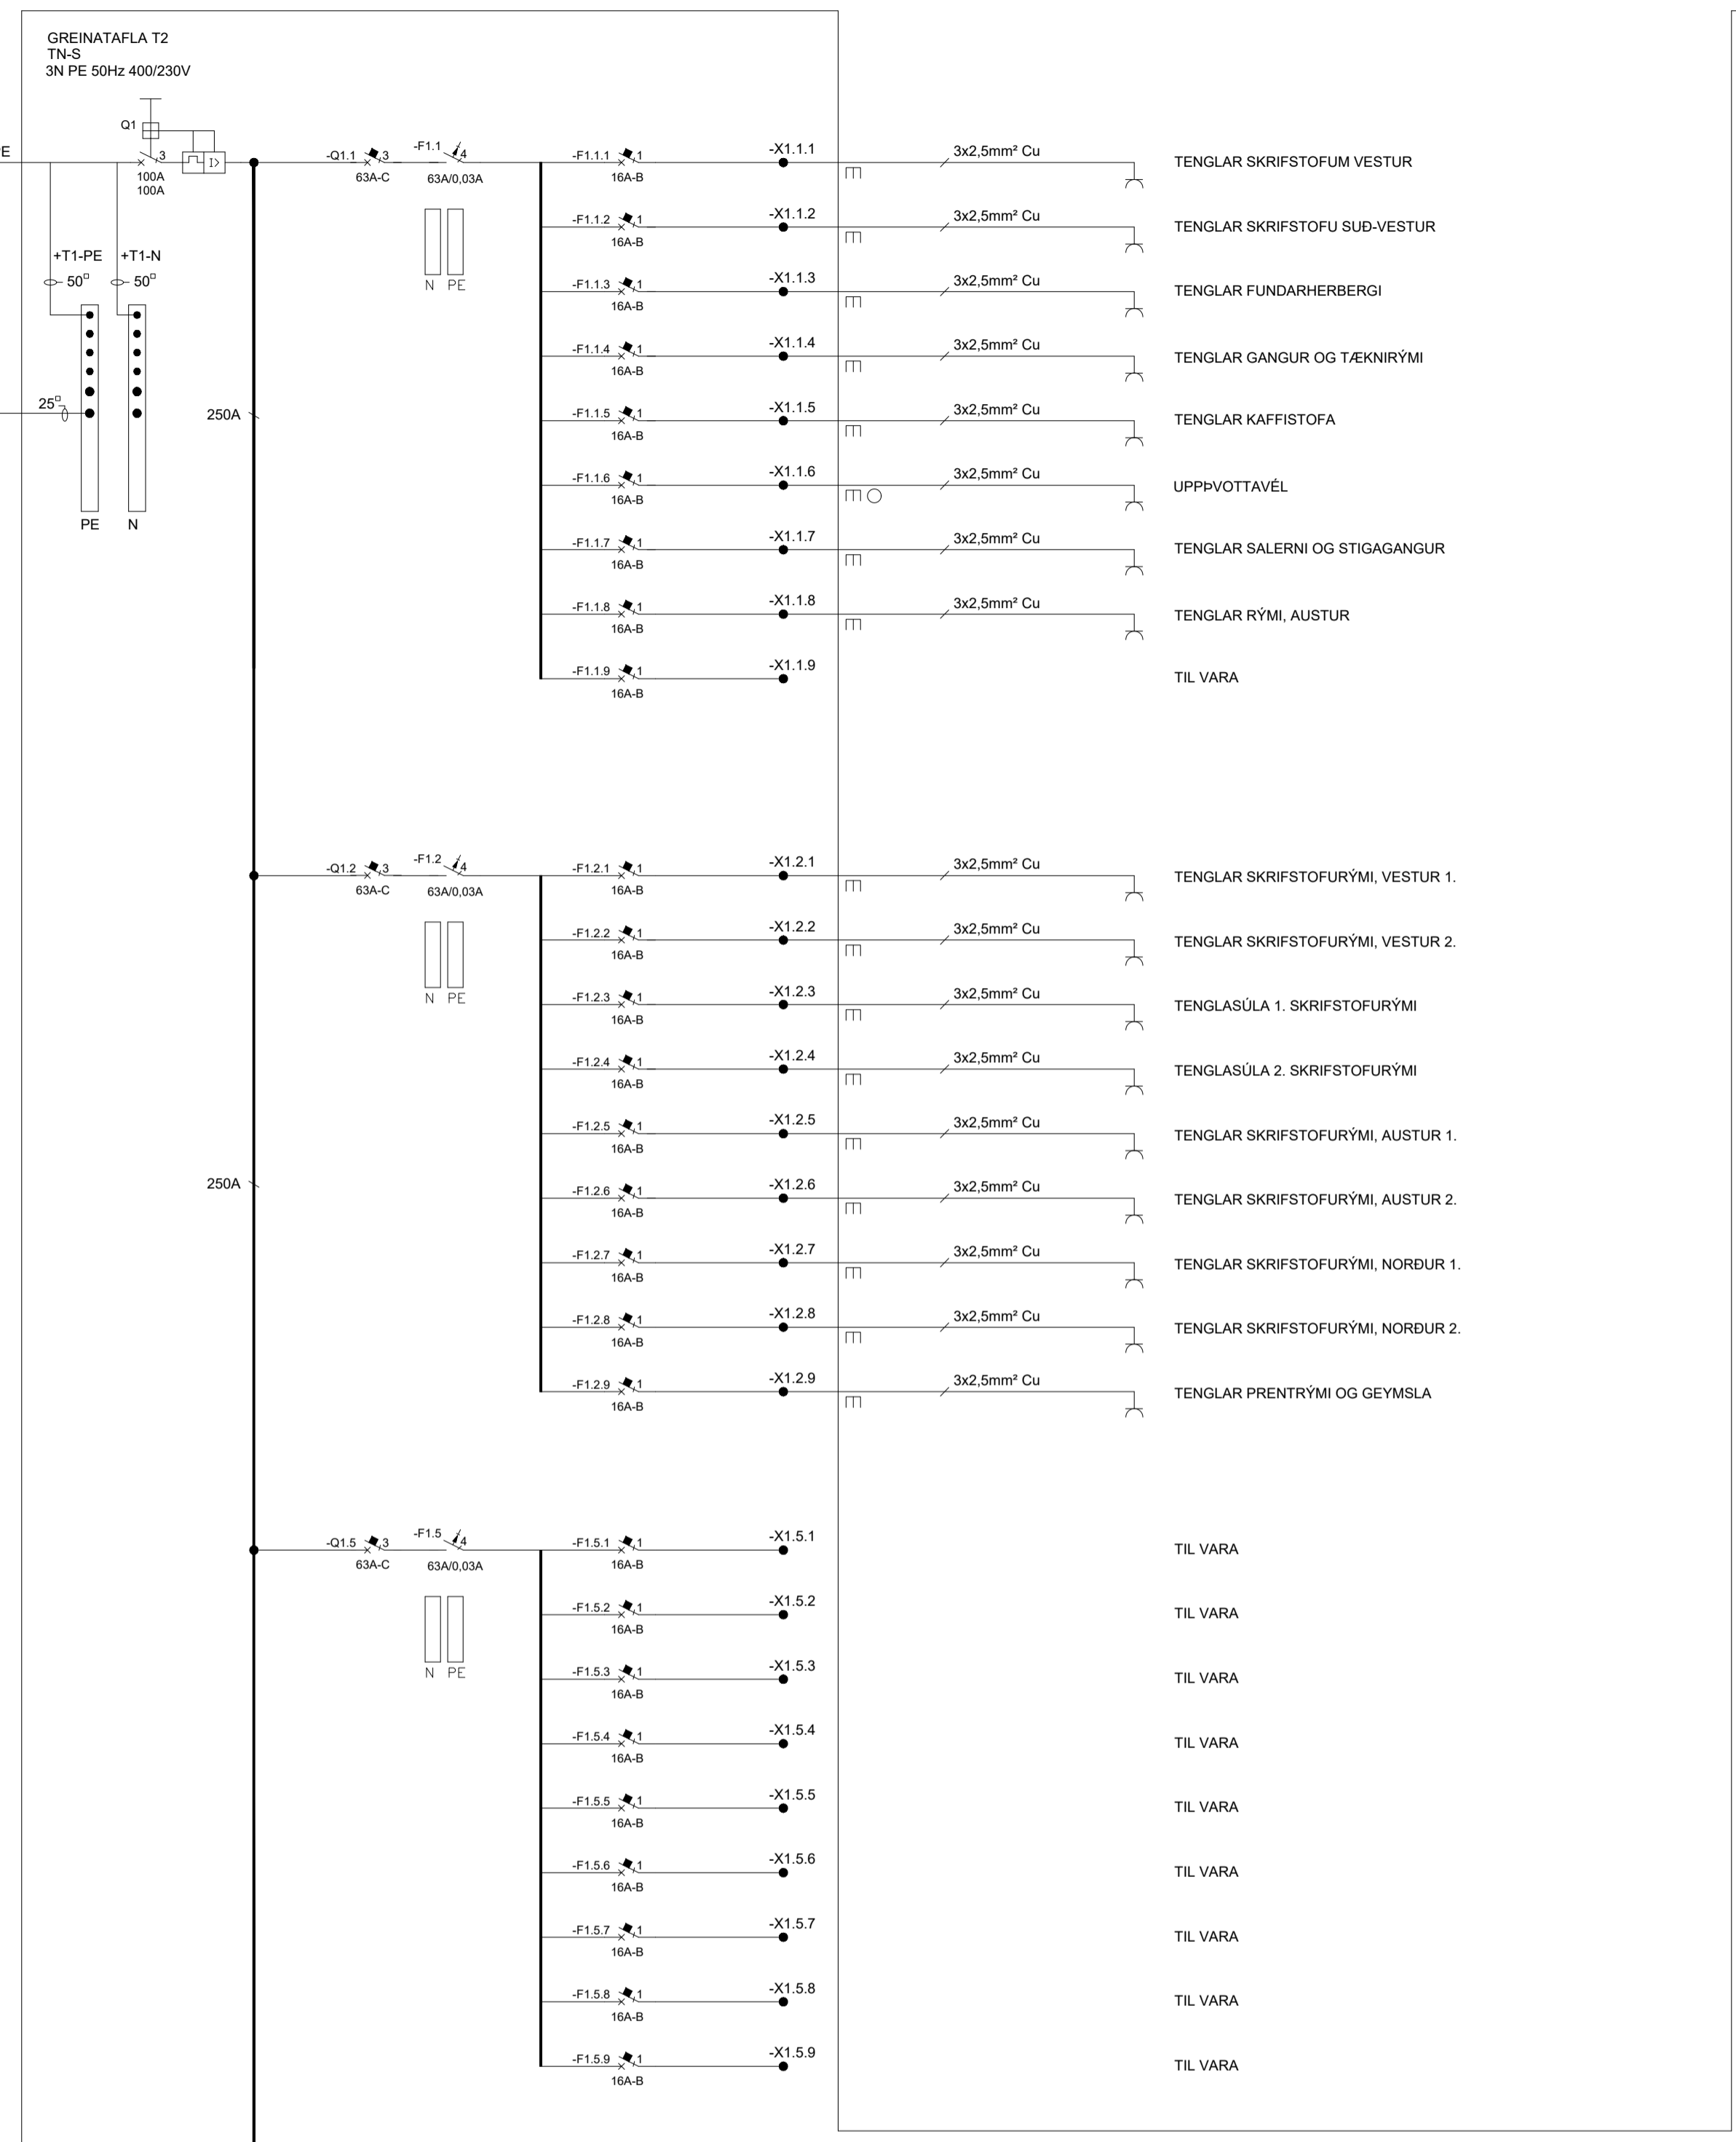 GREINATAFLA T2
TN-S
3N PE 50Hz 400/230V
Q1
3
I>
100A
100A
+T1-PE
+T1-N
50
50
25
PE
N
250A
-Q1.1
3
63A-C
-F1.1
4
63A/0,03A
N PE
-F1.1.1 1 -X1.1.1 3x2,5mm² Cu TENGLAR SKRIFSTOFUM VESTUR
16A-B
-F1.1.2 1 -X1.1.2 3x2,5mm² Cu TENGLAR SKRIFSTOFU SUÐ-VESTUR
16A-B
-F1.1.3 1 -X1.1.3 3x2,5mm² Cu TENGLAR FUNDARHERBERGI
16A-B
-F1.1.4 1 -X1.1.4 3x2,5mm² Cu TENGLAR GANGUR OG TÆKNIRÝMI
16A-B
-F1.1.5 1 -X1.1.5 3x2,5mm² Cu TENGLAR KAFFISTOFA
16A-B
-F1.1.6 1 -X1.1.6 3x2,5mm² Cu UPPÞVOTTAVÉL
16A-B
-F1.1.7 1 -X1.1.7 3x2,5mm² Cu TENGLAR SALERNI OG STIGAGANGUR
16A-B
-F1.1.8 1 -X1.1.8 3x2,5mm² Cu TENGLAR RÝMI, AUSTUR
16A-B
-F1.1.9 1 -X1.1.9 TIL VARA
16A-B
-Q1.2
3
63A-C
-F1.2
4
63A/0,03A
N PE
250A
-F1.2.1 1 -X1.2.1 3x2,5mm² Cu TENGLAR SKRIFSTOFURÝMI, VESTUR 1.
16A-B
-F1.2.2 1 -X1.2.2 3x2,5mm² Cu TENGLAR SKRIFSTOFURÝMI, VESTUR 2.
16A-B
-F1.2.3 1 -X1.2.3 3x2,5mm² Cu TENGLASÚLA 1. SKRIFSTOFURÝMI
16A-B
-F1.2.4 1 -X1.2.4 3x2,5mm² Cu TENGLASÚLA 2. SKRIFSTOFURÝMI
16A-B
-F1.2.5 1 -X1.2.5 3x2,5mm² Cu TENGLAR SKRIFSTOFURÝMI, AUSTUR 1.
16A-B
-F1.2.6 1 -X1.2.6 3x2,5mm² Cu TENGLAR SKRIFSTOFURÝMI, AUSTUR 2.
16A-B
-F1.2.7 1 -X1.2.7 3x2,5mm² Cu TENGLAR SKRIFSTOFURÝMI, NORÐUR 1.
16A-B
-F1.2.8 1 -X1.2.8 3x2,5mm² Cu TENGLAR SKRIFSTOFURÝMI, NORÐUR 2.
16A-B
-F1.2.9 1 -X1.2.9 3x2,5mm² Cu TENGLAR PRENTRÝMI OG GEYMSLA
16A-B
-Q1.5
3
63A-C
-F1.5
4
63A/0,03A
N PE
-F1.5.1 1 -X1.5.1 TIL VARA
16A-B
-F1.5.2 1 -X1.5.2 TIL VARA
16A-B
-F1.5.3 1 -X1.5.3 TIL VARA
16A-B
-F1.5.4 1 -X1.5.4 TIL VARA
16A-B
-F1.5.5 1 -X1.5.5 TIL VARA
16A-B
-F1.5.6 1 -X1.5.6 TIL VARA
16A-B
-F1.5.7 1 -X1.5.7 TIL VARA
16A-B
-F1.5.8 1 -X1.5.8 TIL VARA
16A-B
-F1.5.9 1 -X1.5.9 TIL VARA
16A-B